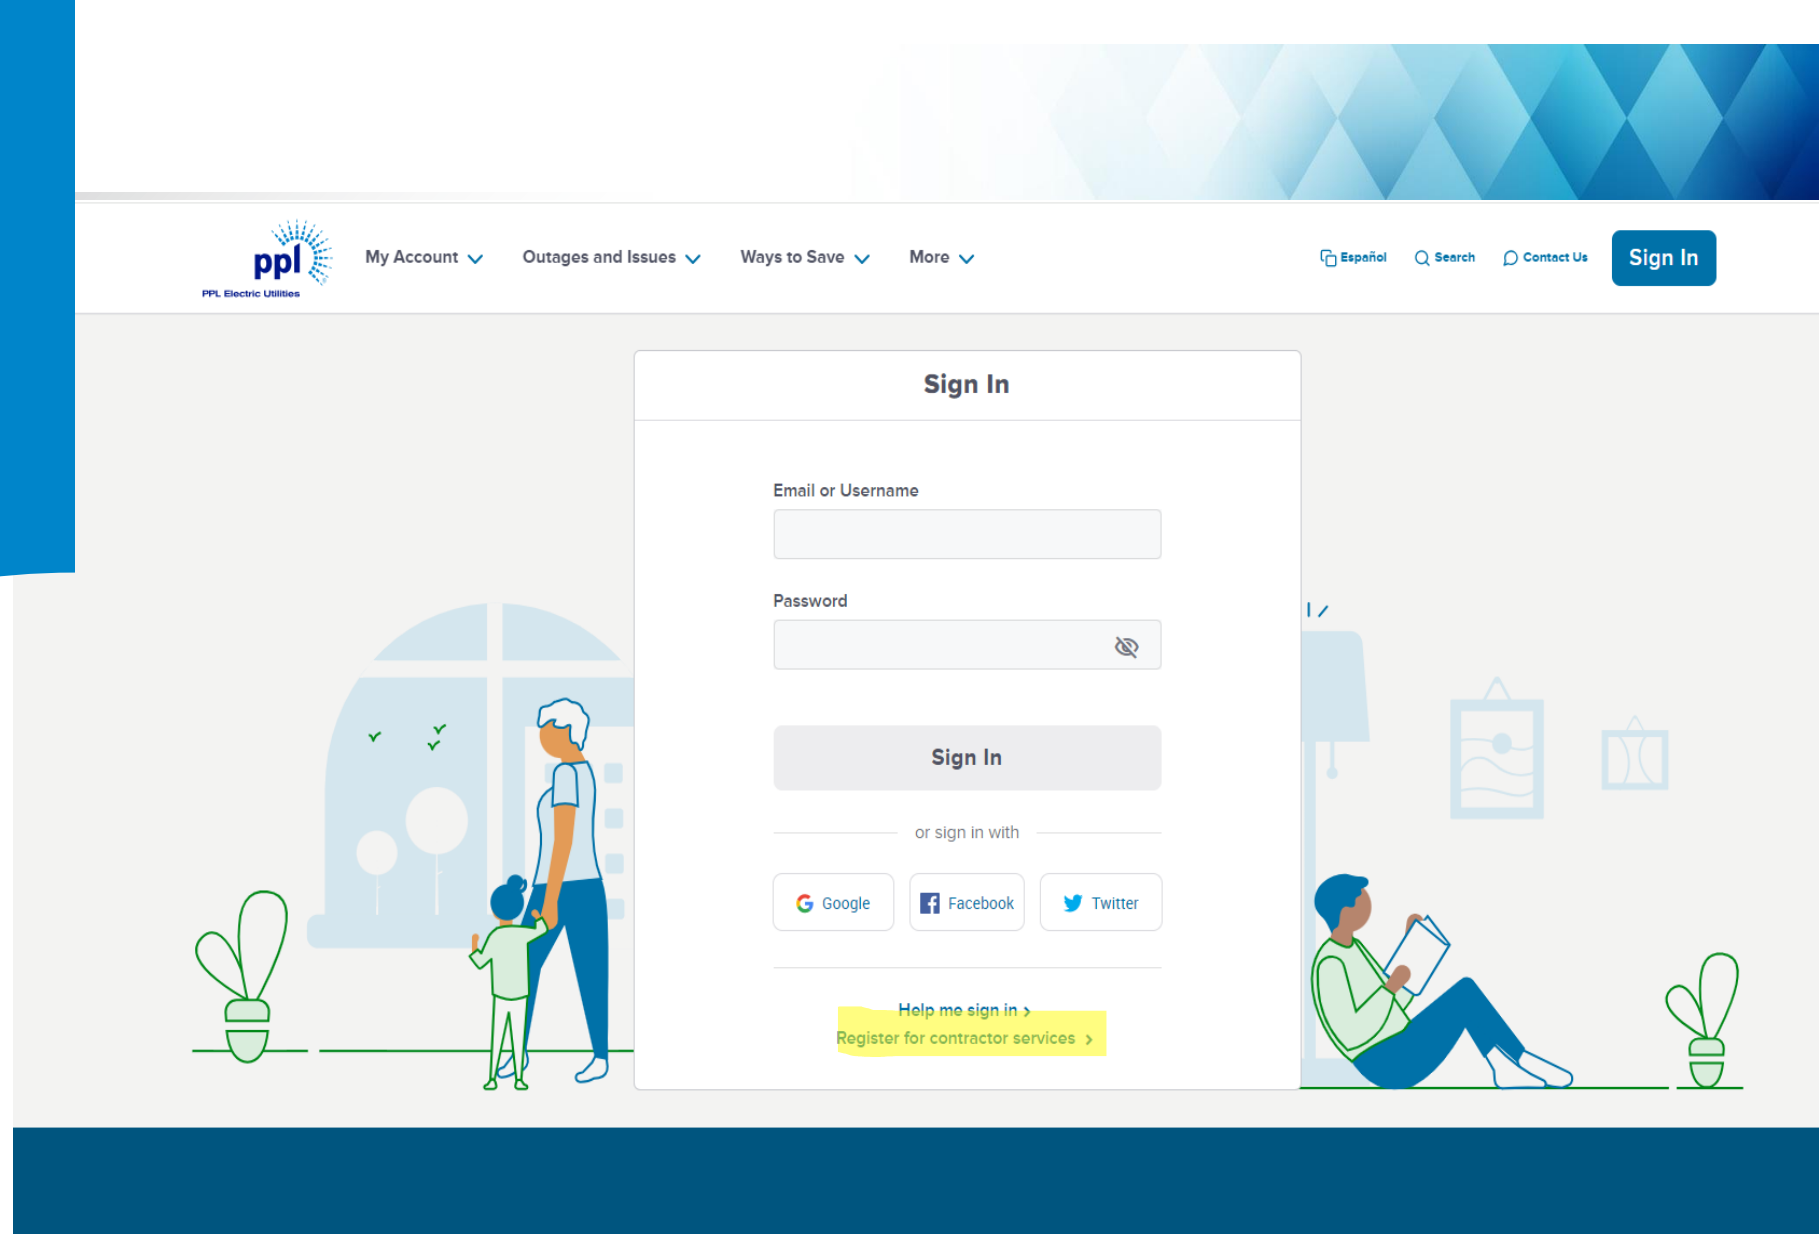 ppl
PPL Electric Utilities
My Account
Outages and Issues
Ways to Save
More
Español
Search
Contact Us
Sign In
Sign In
Email or Username
Password
Sign In
or sign in with
Google
Facebook
Twitter
Help me sign in >
Register for contractor services >